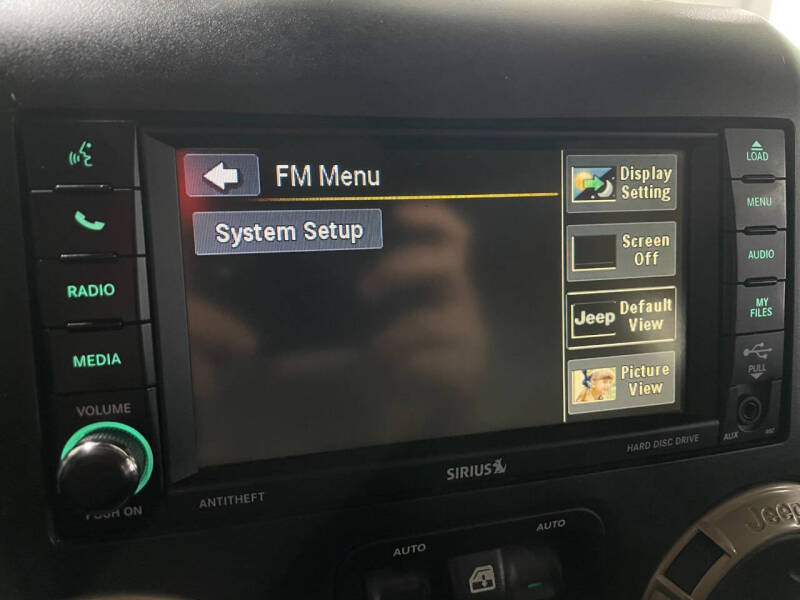 FM Menu
System Setup
Display
Setting
Screen
Off
Jeep
Default
View
Picture
View
RADIO
MEDIA
VOLUME
PUSH ON
ANTITHEFT
SIRIUS
HARD DISC DRIVE
LOAD
MENU
AUDIO
MY
FILES
PULL
AUX
AUTO
AUTO
Jeep